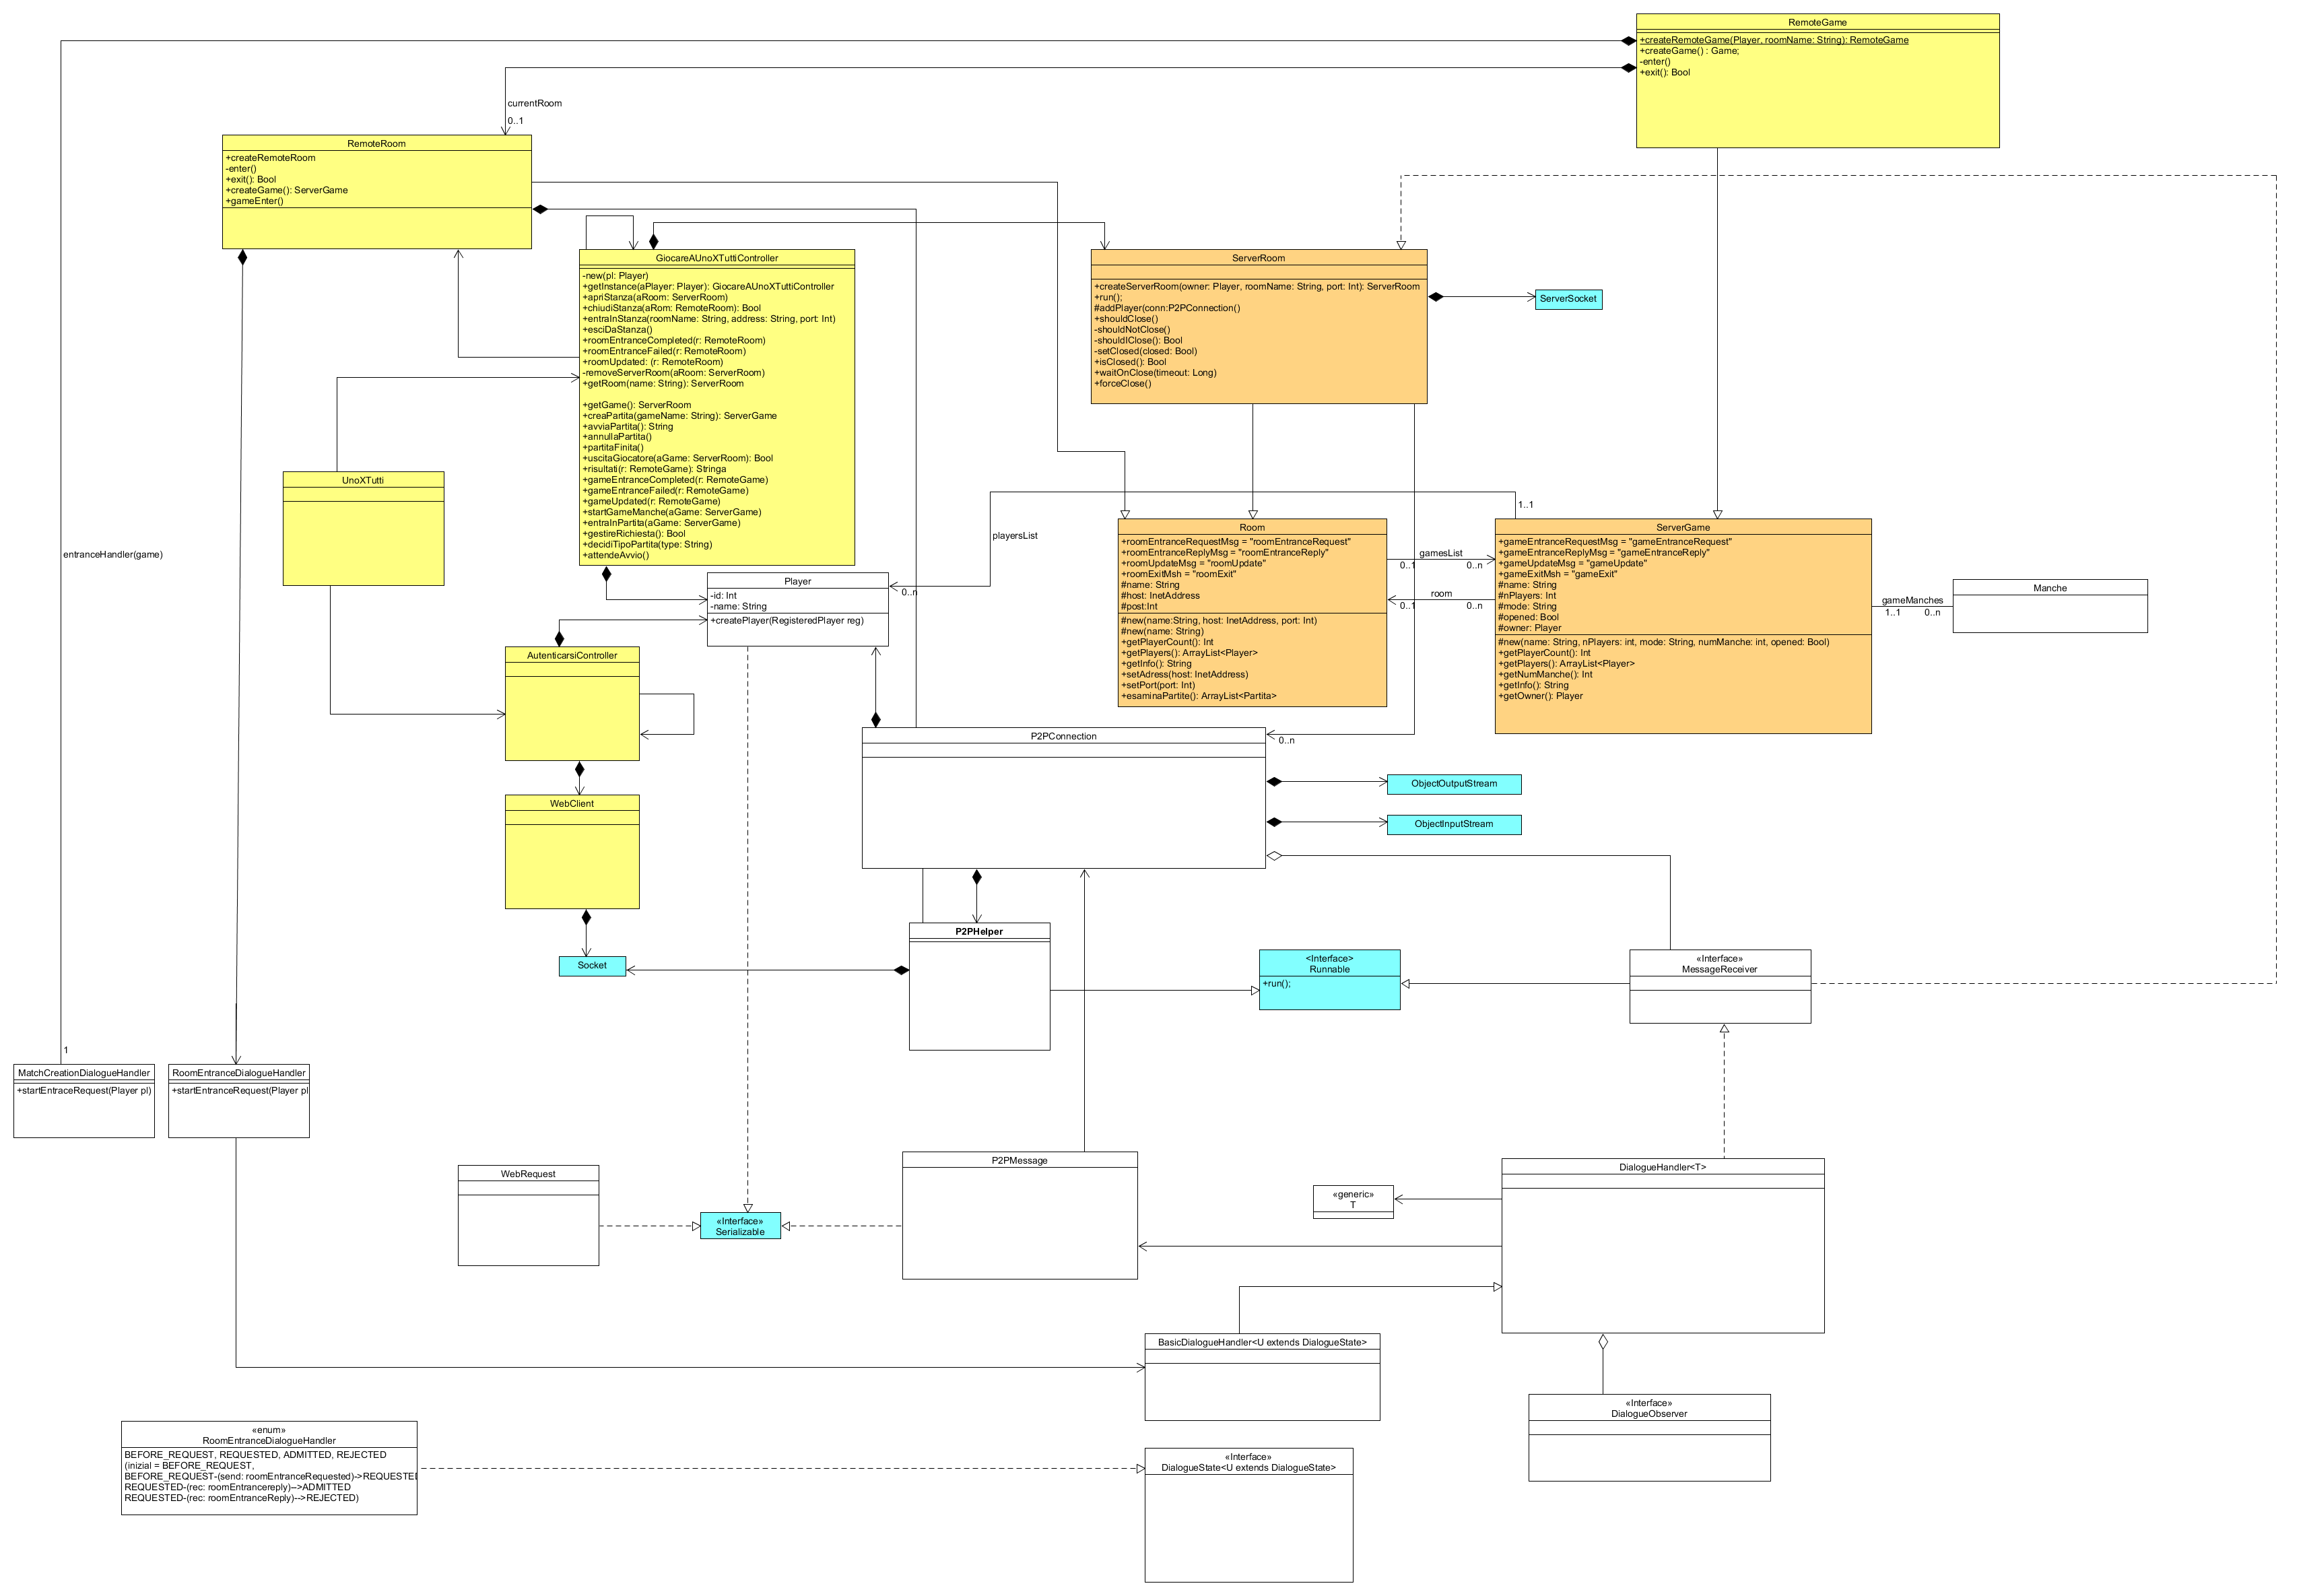 RemoteGame
+createRemoteGame(Player, roomName: String): RemoteGame
+createGame() : Game;
-enter()
+exit(): Bool
currentRoom
0..1
RemoteRoom
+createRemoteRoom
-enter()
+exit(): Bool
+createGame(): ServerGame
+gameEnter()
GiocareAUnoXTuttiController
-new(pl: Player)
+getInstance(aPlayer: Player): GiocareAUnoXTuttiController
+apriStanza(aRoom: ServerRoom)
+chiudiStanza(aRom: RemoteRoom): Bool
+entraInStanza(roomName: String, address: String, port: Int)
+esciDaStanza()
+roomEntranceCompleted(r: RemoteRoom)
+roomEntranceFailed(r: RemoteRoom)
+roomUpdated: (r: RemoteRoom)
-removeServerRoom(aRoom: ServerRoom)
+getRoom(name: String): ServerRoom
+getGame(): ServerRoom
+creaPartita(gameName: String): ServerGame
+avviaPartita(): String
+annullaPartita()
+partitaFinita()
+uscitaGiocatore(aGame: ServerRoom): Bool
+risultati(r: RemoteGame): Stringa
+gameEntranceCompleted(r: RemoteGame)
+gameEntranceFailed(r: RemoteGame)
+gameUpdated(r: RemoteGame)
+startGameManche(aGame: ServerGame)
+entraInPartita(aGame: ServerGame)
+gestireRichiesta(): Bool
+decidiTipoPartita(type: String)
+attendeAvvio()
ServerRoom
+createServerRoom(owner: Player, roomName: String, port: Int): ServerRoom
+run();
#addPlayer(conn:P2PConnection()
+shouldClose()
-shouldNotClose()
-shouldIClose(): Bool
-setClosed(closed: Bool)
+isClosed(): Bool
+waitOnClose(timeout: Long)
+forceClose()
ServerSocket
UnoXTutti
entranceHandler(game)
playersList
1..1
0..n
Room
+roomEntranceRequestMsg = "roomEntranceRequest"
+roomEntranceReplyMsg = "roomEntranceReply"
+roomUpdateMsg = "roomUpdate"
+roomExitMsh = "roomExit"
#name: String
#host: InetAddress
#post:Int
#new(name:String, host: InetAddress, port: Int)
#new(name: String)
+getPlayerCount(): Int
+getPlayers(): ArrayList<Player>
+getInfo(): String
+setAdress(host: InetAddress)
+setPort(port: Int)
+esaminaPartite(): ArrayList<Partita>
gamesList
0..1
0..n
room
0..1
0..n
ServerGame
+gameEntranceRequestMsg = "gameEntranceRequest"
+gameEntranceReplyMsg = "gameEntranceReply"
+gameUpdateMsg = "gameUpdate"
+gameExitMsh = "gameExit"
#name: String
#nPlayers: Int
#mode: String
#opened: Bool
#owner: Player
#new(name: String, nPlayers: int, mode: String, numManche: int, opened: Bool)
+getPlayerCount(): Int
+getPlayers(): ArrayList<Player>
+getNumManche(): Int
+getInfo(): String
+getOwner(): Player
gameManches
1..1
0..n
Manche
Player
-id: Int
-name: String
+createPlayer(RegisteredPlayer reg)
AutenticarsiController
P2PConnection
0..n
ObjectOutputStream
ObjectInputStream
WebClient
P2PHelper
Socket
<Interface>
Runnable
+run();
«Interface»
MessageReceiver
1
MatchCreationDialogueHandler
+startEntraceRequest(Player pl)
RoomEntranceDialogueHandler
+startEntranceRequest(Player pl
WebRequest
«Interface»
Serializable
P2PMessage
«generic»
T
DialogueHandler<T>
BasicDialogueHandler<U extends DialogueState>
«Interface»
DialogueObserver
«enum»
RoomEntranceDialogueHandler
BEFORE_REQUEST, REQUESTED, ADMITTED, REJECTED
(inizial = BEFORE_REQUEST,
BEFORE_REQUEST-(send: roomEntranceRequested)->REQUESTED
REQUESTED-(rec: roomEntrancereply)-->ADMITTED
REQUESTED-(rec: roomEntranceReply)-->REJECTED)
«Interface»
DialogueState<U extends DialogueState>